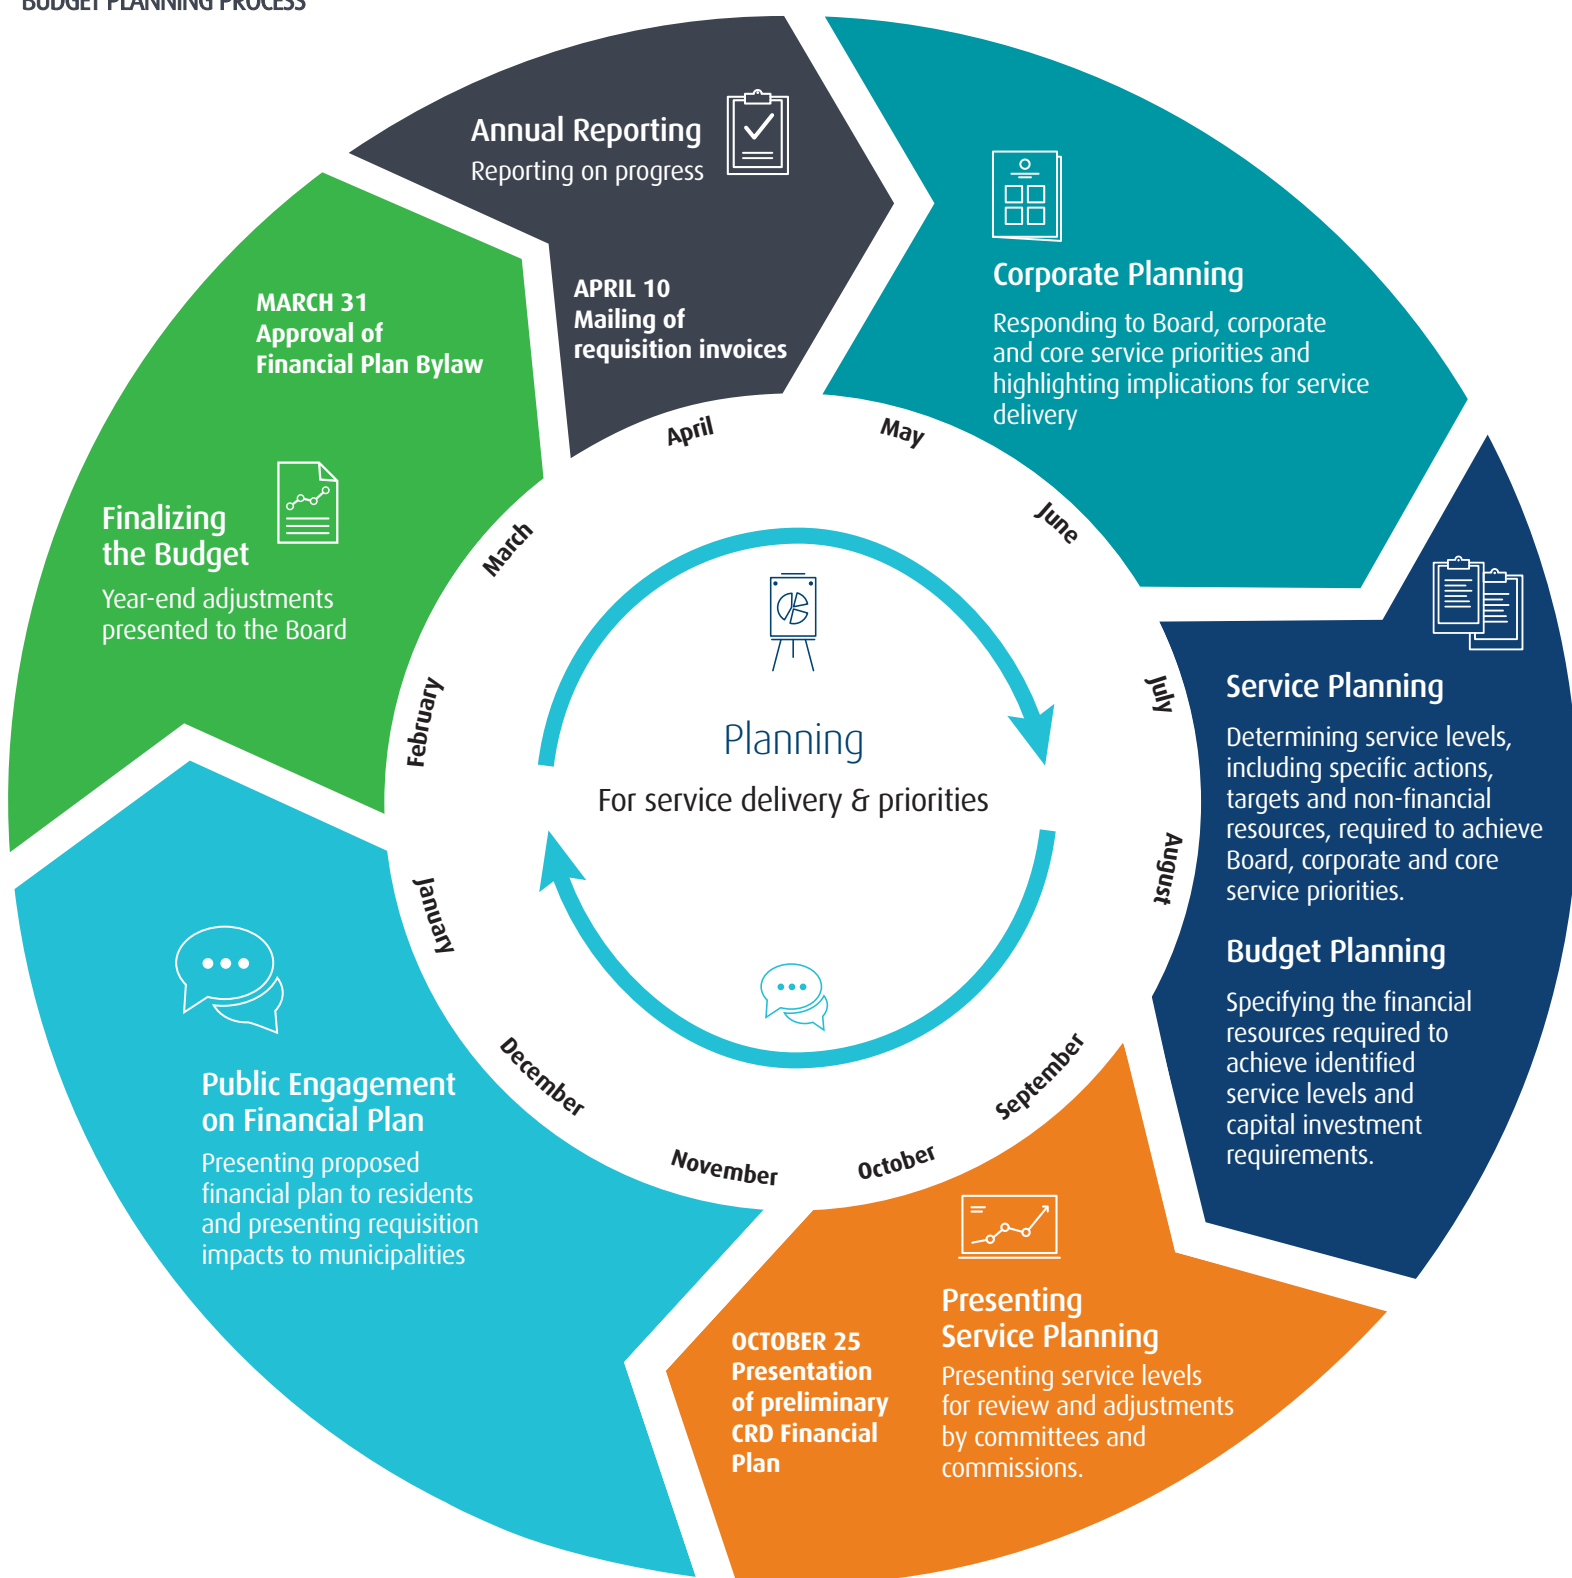 BUDGET PLANNING PROCESS
Annual Reporting
Reporting on progress
APRIL 10
Mailing of
requisition invoices
Corporate Planning
Responding to Board, corporate
and core service priorities and
highlighting implications for service
delivery
Service Planning
Determining service levels,
including specific actions,
targets and non-financial
resources, required to achieve
Board, corporate and core
service priorities.
Budget Planning
Specifying the financial
resources required to
achieve identified
service levels and
capital investment
requirements.
Presenting
Service Planning
Presenting service levels
for review and adjustments
by committees and
commissions.
OCTOBER 25
Presentation
of preliminary
CRD Financial
Plan
Public Engagement
on Financial Plan
Presenting proposed
financial plan to residents
and presenting requisition
impacts to municipalities
Finalizing
the Budget
Year-end adjustments
presented to the Board
MARCH 31
Approval of
Financial Plan Bylaw
April
May
June
July
August
September
October
November
December
January
February
March
Planning
For service delivery & priorities